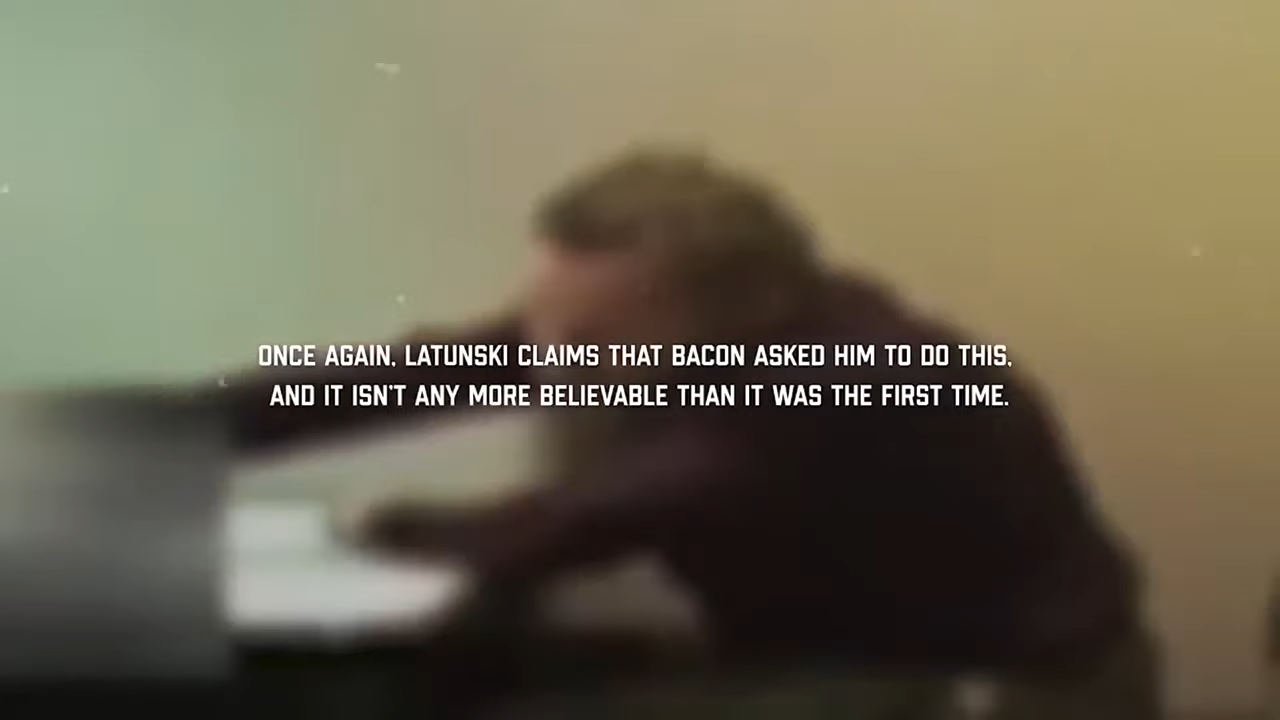 ONCE AGAIN, LATUNSKI CLAIMS THAT BACON ASKED HIM TO DO THIS,
AND IT ISN'T ANY MORE BELIEVABLE THAN IT WAS THE FIRST TIME.